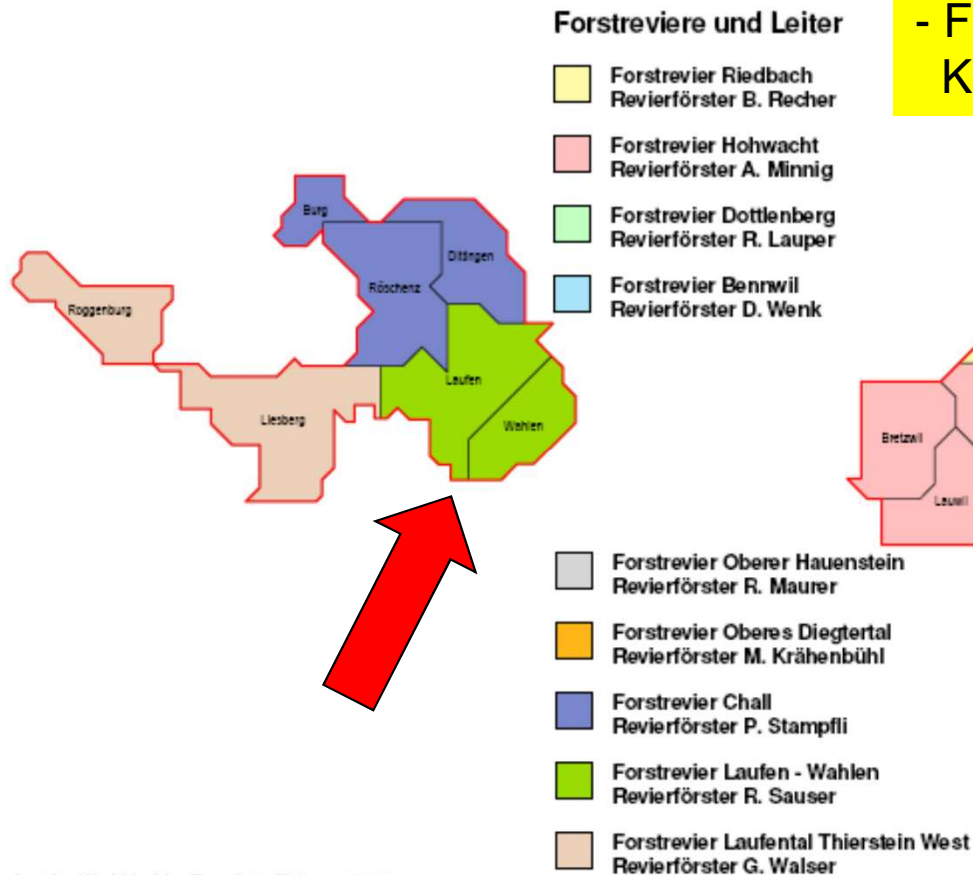 Forstreviere und Leiter
- F
K
Forstrevier Riedbach
Revierförster B. Recher
Forstrevier Hohwacht
Revierförster A. Minnig
Forstrevier Dottlenberg
Revierförster R. Lauper
Forstrevier Bennwil
Revierförster D. Wenk
Burg
Dittingen
Röschenz
Roggenburg
Laufen
Liesberg
Wahlen
Bretzwil
Lauwil
Forstrevier Oberer Hauenstein
Revierförster R. Maurer
Forstrevier Oberes Diegtertal
Revierförster M. Krähenbühl
Forstrevier Chall
Revierförster P. Stampfli
Forstrevier Laufen - Wahlen
Revierförster R. Sauser
Forstrevier Laufental Thierstein West
Revierförster G. Walser